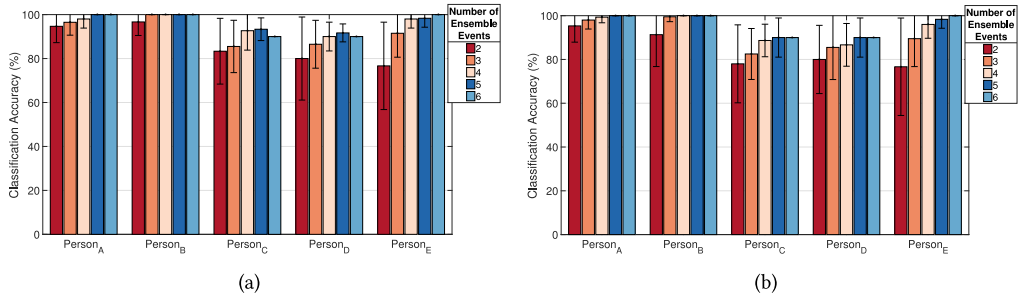 Classification Accuracy (%)
100
80
60
40
20
0
Person_A Person_B Person_C Person_D Person_E
Number of
Ensemble
Events
2
3
4
5
6
(a)
Classification Accuracy (%)
100
80
60
40
20
0
Person_A Person_B Person_C Person_D Person_E
Number of
Ensemble
Events
2
3
4
5
6
(b)